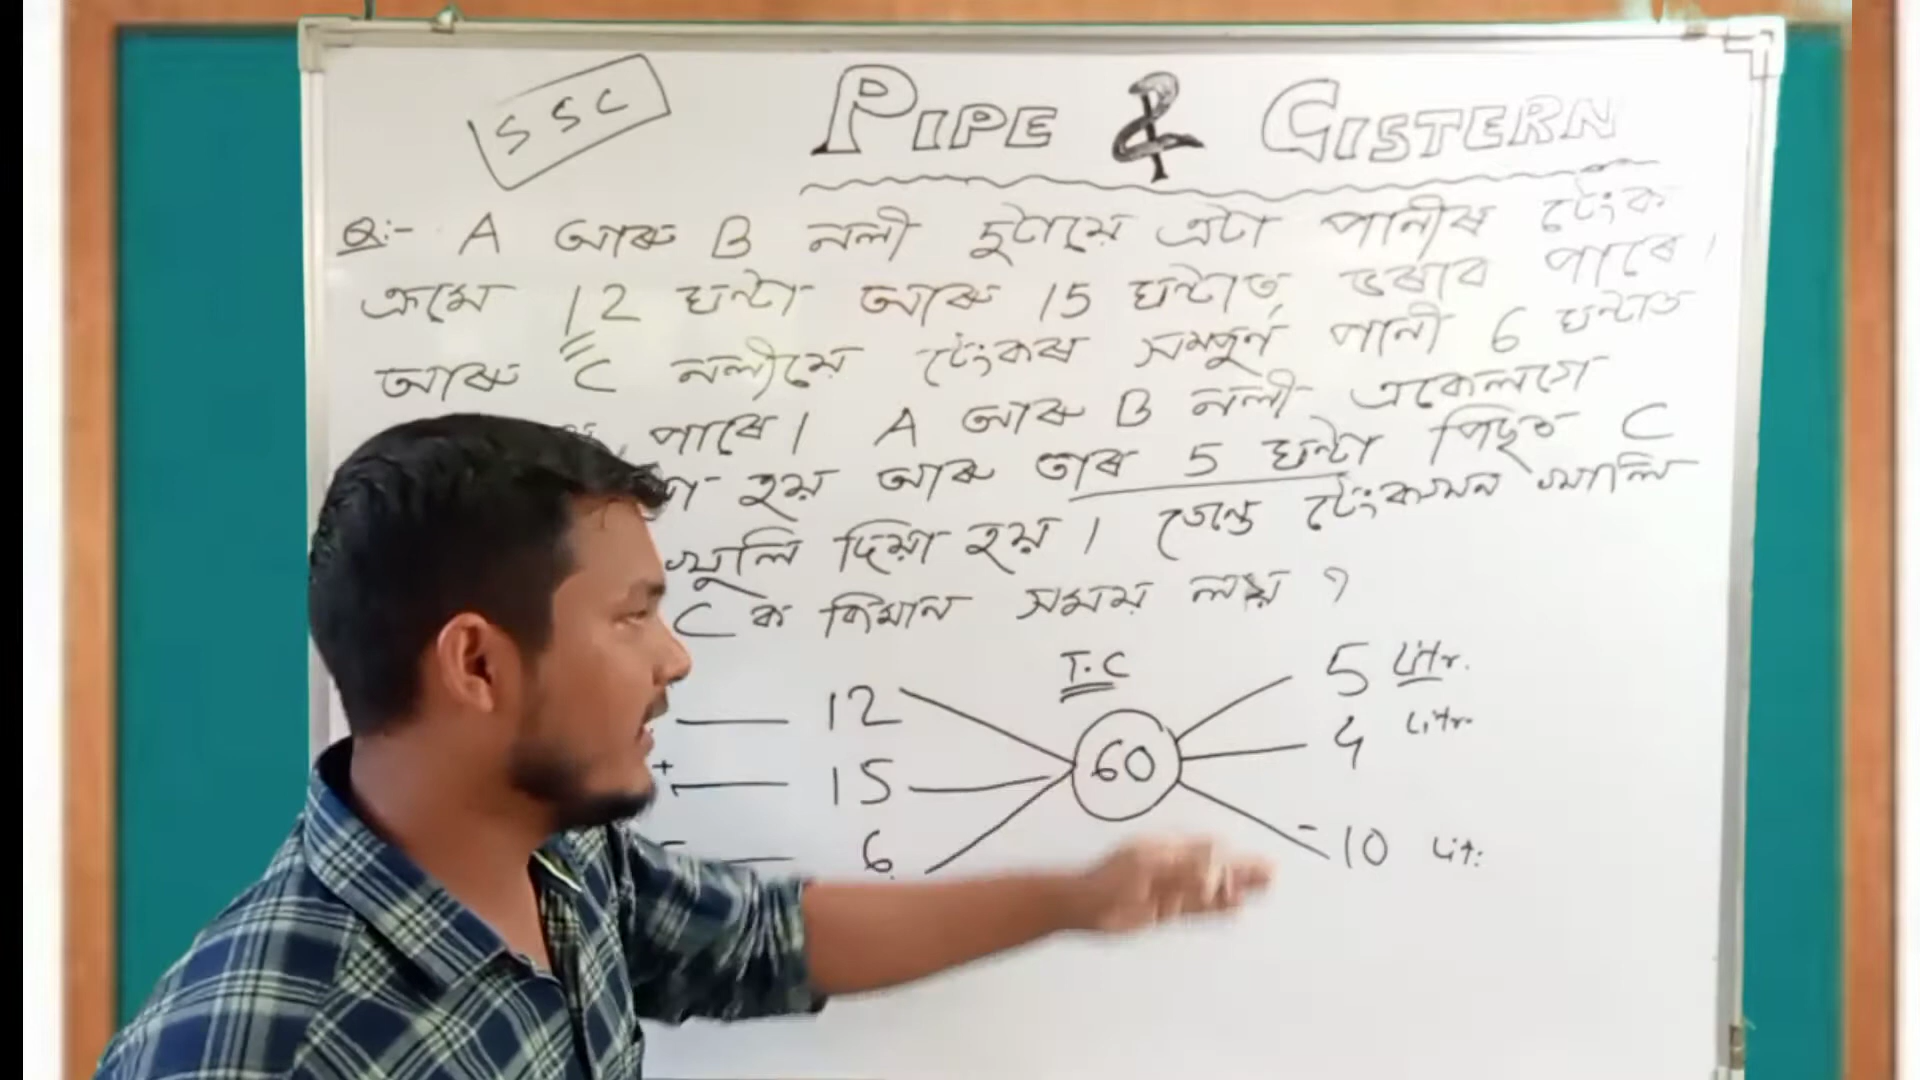 SSC
PIPE & CISTERN
Q:- A আৰু B নলী দুটায়ে এটা পানীৰ টেংক
ক্ৰমে 12 ঘন্টা আৰু 15 ঘন্টাত ভৰাব পাৰে।
আৰু C নলীয়ে টেংকৰ সম্পুৰ্ণ পানী 6 ঘন্টাত
পাৰে। A আৰু B নলী একেলগে
হয় আৰু তাৰ 5 ঘন্টা পিছত C
খুলি দিয়া হয়। তেন্তে টেংকখন খালি
C ক কিমান সময় লাগে ?
T.C
12
15
6
60
5 Litr.
4 Litr.
-10 Lit:
+
-